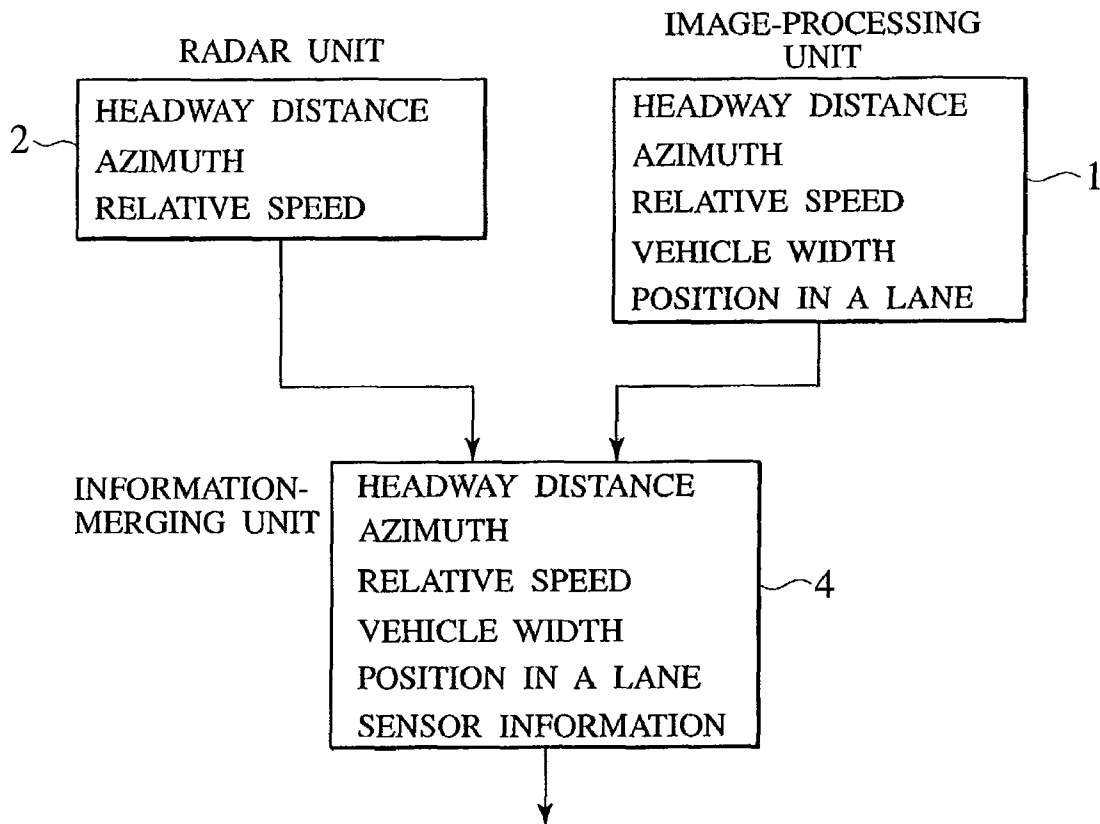 RADAR UNIT
2
HEADWAY DISTANCE
AZIMUTH
RELATIVE SPEED
IMAGE-PROCESSING
UNIT
HEADWAY DISTANCE
AZIMUTH
RELATIVE SPEED
VEHICLE WIDTH
POSITION IN A LANE
1
INFORMATION-
MERGING UNIT
HEADWAY DISTANCE
AZIMUTH
RELATIVE SPEED
VEHICLE WIDTH
POSITION IN A LANE
SENSOR INFORMATION
4